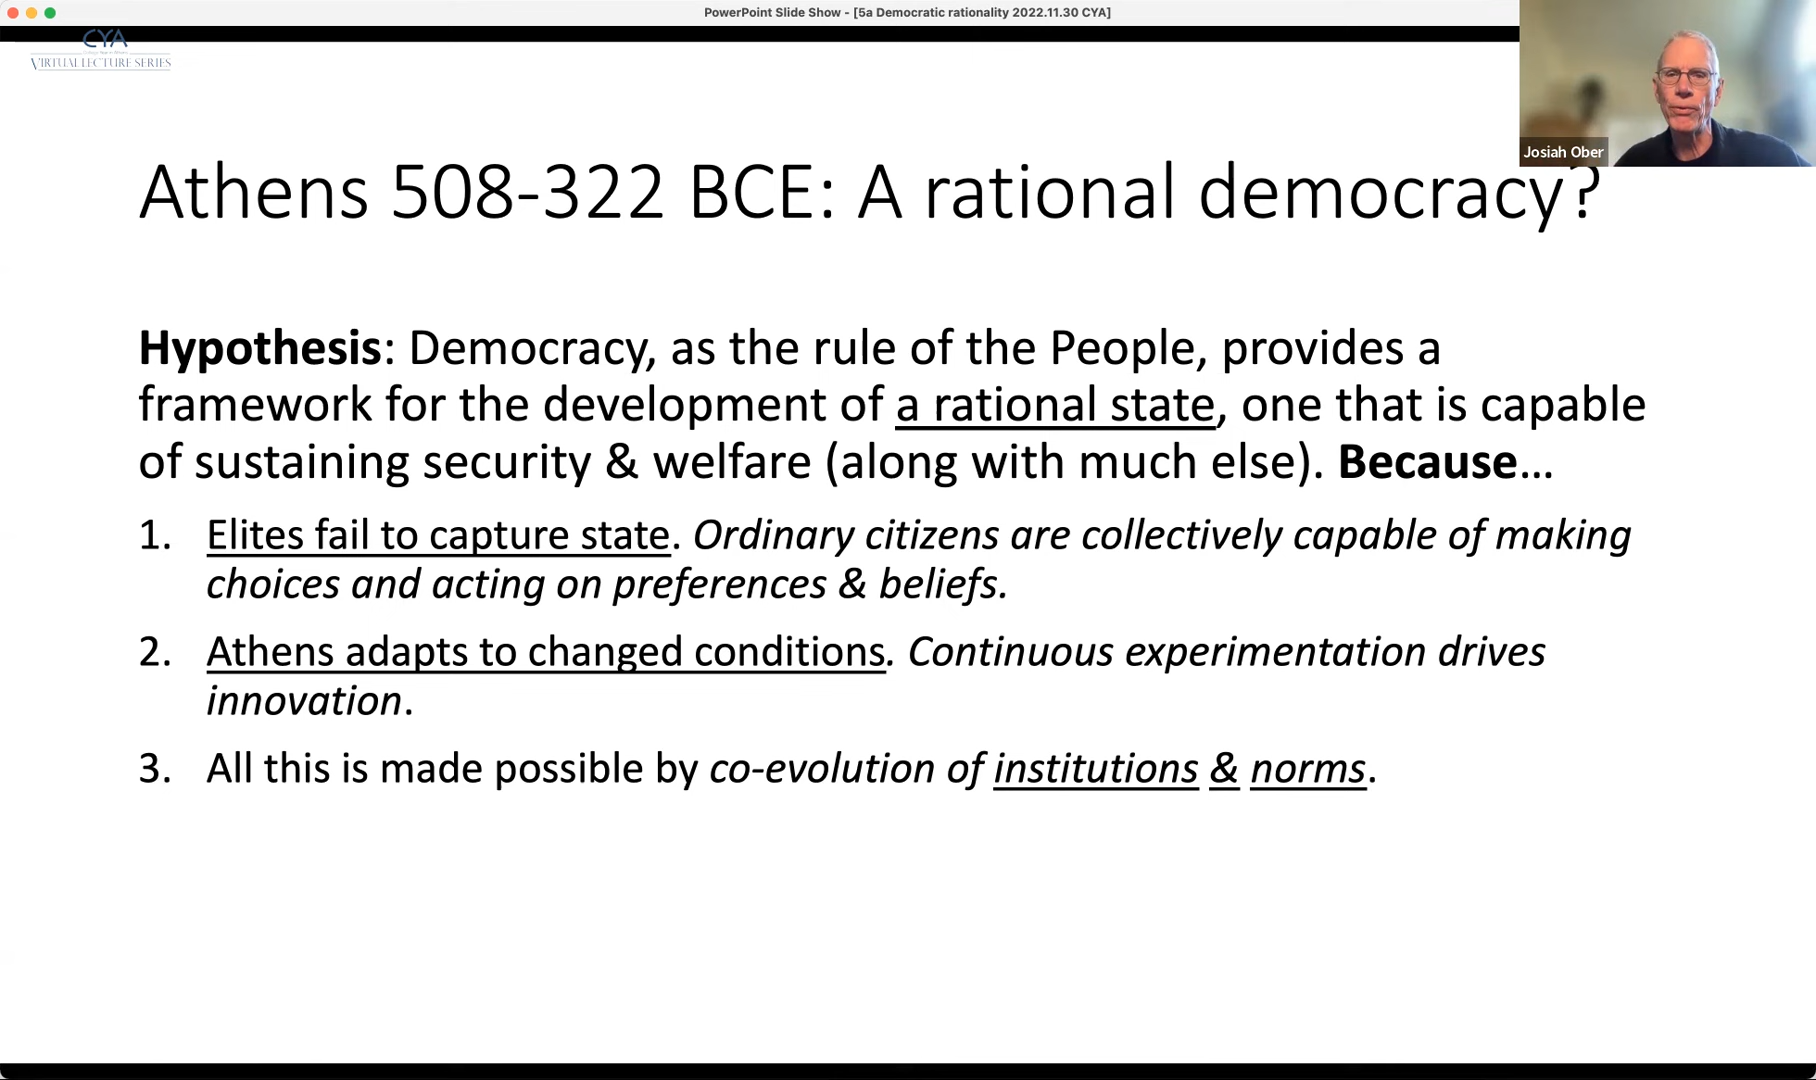 PowerPoint Slide Show - [5a Democratic rationality 2022.11.30 CYA]
CYA
VIRTUAL LECTURE SERIES
Josiah Ober
Athens 508-322 BCE: A rational democracy?
Hypothesis: Democracy, as the rule of the People, provides a
framework for the development of a rational state, one that is capable
of sustaining security & welfare (along with much else). Because…
1. Elites fail to capture state. Ordinary citizens are collectively capable of making
choices and acting on preferences & beliefs.
2. Athens adapts to changed conditions. Continuous experimentation drives
innovation.
3. All this is made possible by co-evolution of institutions & norms.